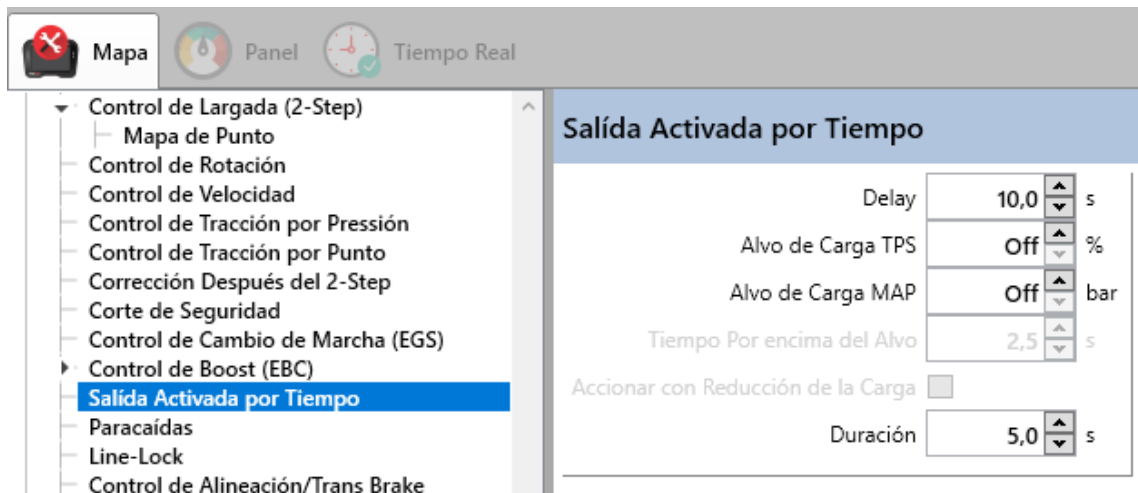 Mapa
Panel
Tiempo Real
Control de Largada (2-Step)
Mapa de Punto
Control de Rotación
Control de Velocidad
Control de Tracción por Pressión
Control de Tracción por Punto
Corrección Después del 2-Step
Corte de Seguridad
Control de Cambio de Marcha (EGS)
Control de Boost (EBC)
Salída Activada por Tiempo
Paracaídas
Line-Lock
Control de Alineación/Trans Brake
Salída Activada por Tiempo
Delay 10,0 s
Alvo de Carga TPS Off %
Alvo de Carga MAP Off bar
Tiempo Por encima del Alvo 2,5 s
Accionar con Reducción de la Carga
Duración 5,0 s